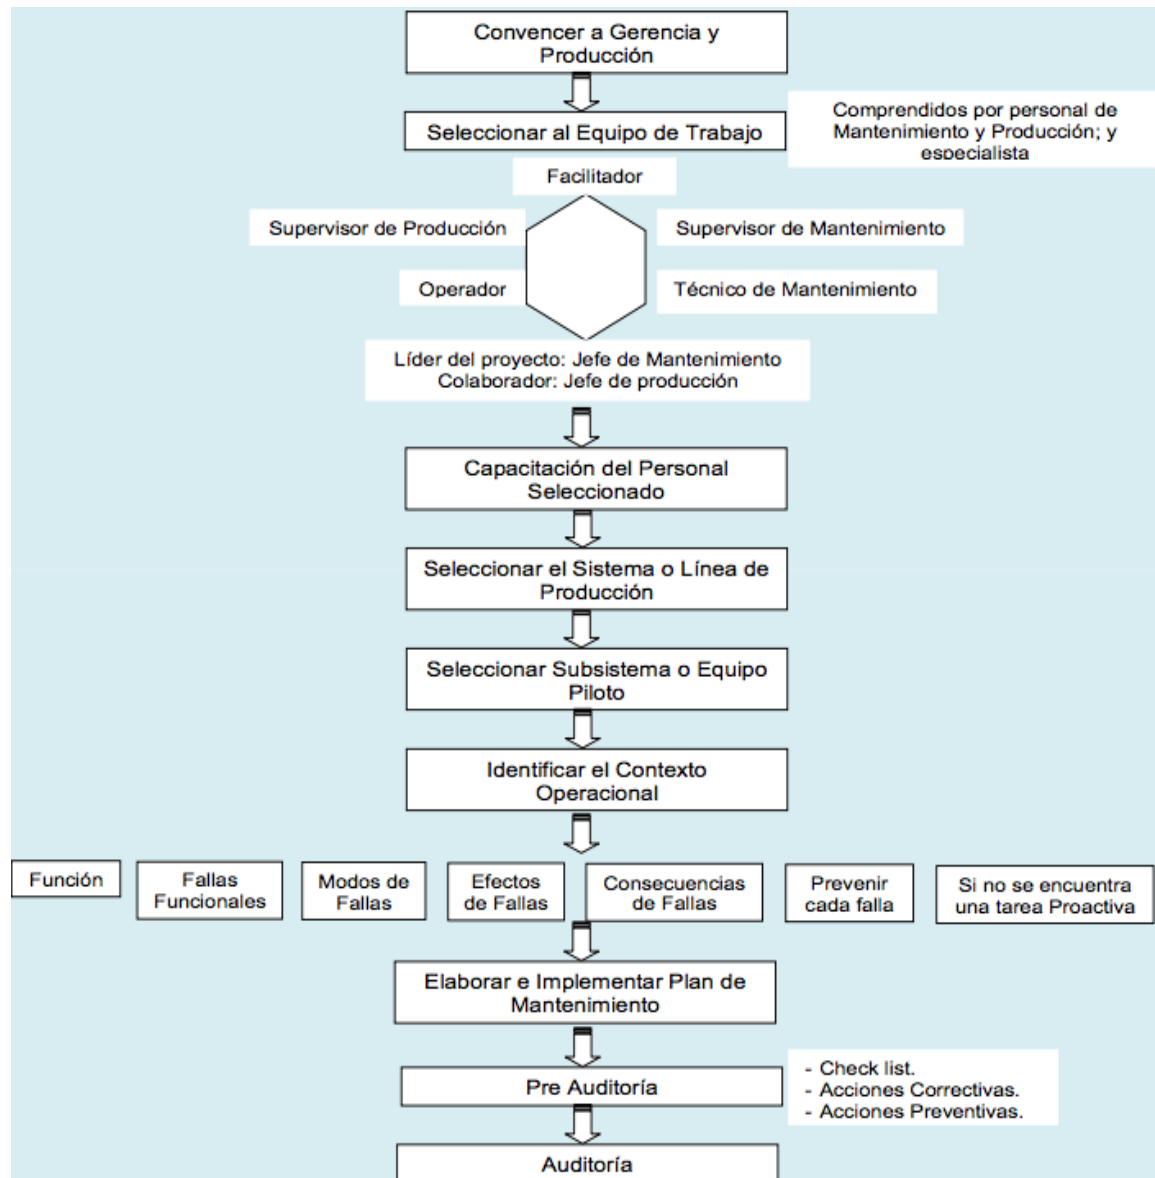 Convencer a Gerencia y
Producción
Seleccionar al Equipo de Trabajo
Comprendidos por personal de
Mantenimiento y Producción; y
especialista
Facilitador
Supervisor de Producción
Supervisor de Mantenimiento
Operador
Técnico de Mantenimiento
Líder del proyecto: Jefe de Mantenimiento
Colaborador: Jefe de producción
Capacitación del Personal
Seleccionado
Seleccionar el Sistema o Línea de
Producción
Seleccionar Subsistema o Equipo
Piloto
Identificar el Contexto
Operacional
Función
Fallas
Funcionales
Modos de
Fallas
Efectos
de Fallas
Consecuencias
de Fallas
Prevenir
cada falla
Si no se encuentra
una tarea Proactiva
Elaborar e Implementar Plan de
Mantenimiento
Pre Auditoría
- Check list.
- Acciones Correctivas.
- Acciones Preventivas.
Auditoría